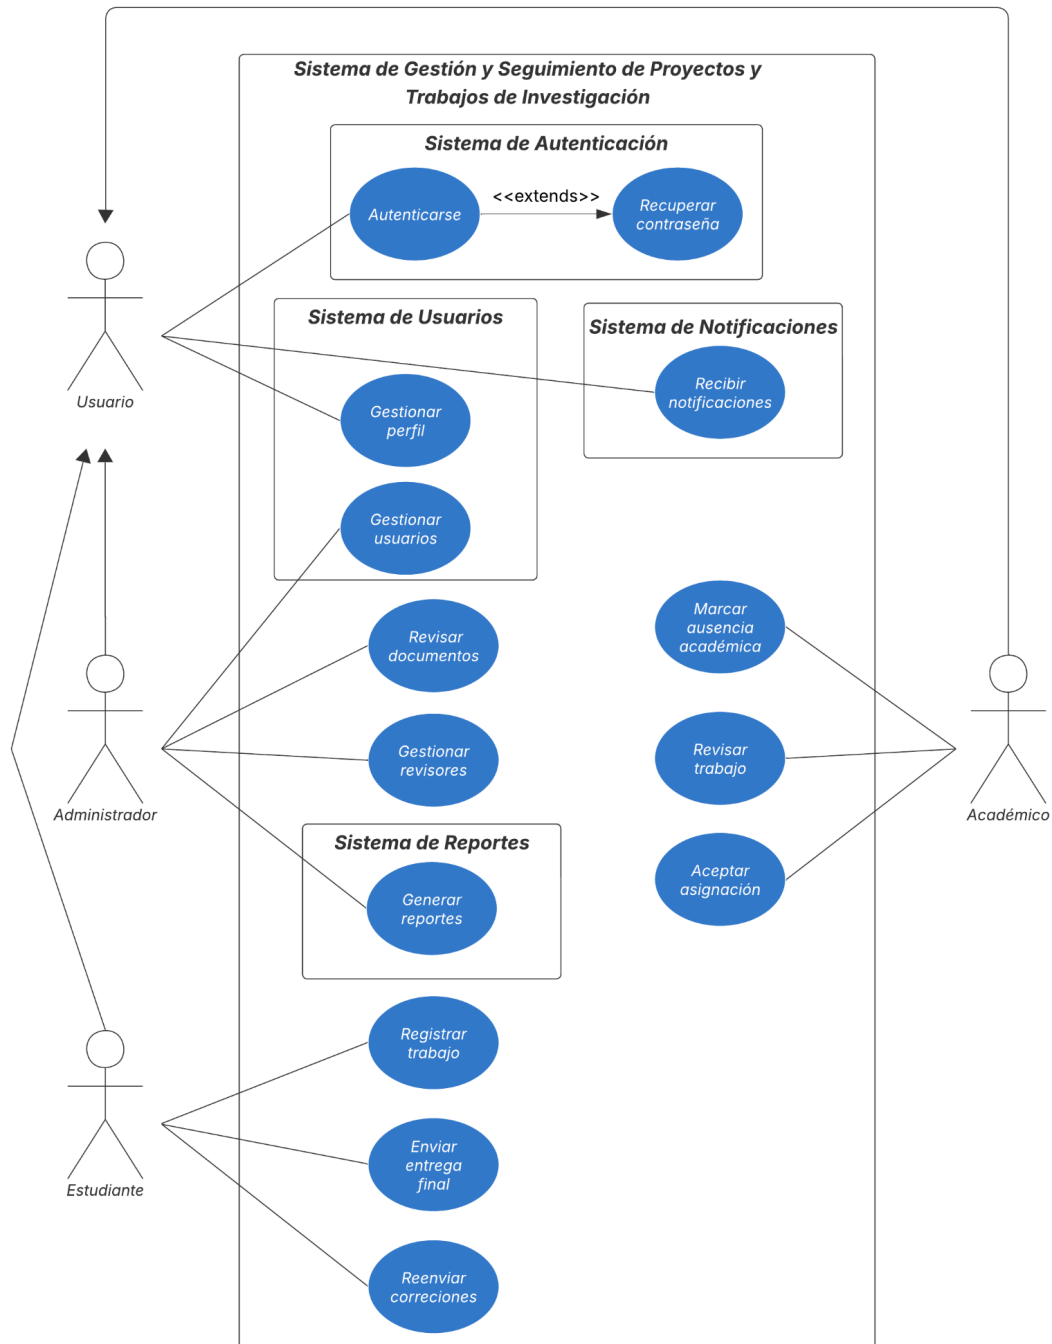 Sistema de Gestión y Seguimiento de Proyectos y
Trabajos de Investigación
Sistema de Autenticación
Autenticarse
<<extends>>
Recuperar
contraseña
Usuario
Sistema de Usuarios
Gestionar
perfil
Gestionar
usuarios
Sistema de Notificaciones
Recibir
notificaciones
Revisar
documentos
Gestionar
revisores
Marcar
ausencia
académica
Revisar
trabajo
Aceptar
asignación
Administrador
Académico
Sistema de Reportes
Generar
reportes
Registrar
trabajo
Enviar
entrega
final
Reenviar
correciones
Estudiante